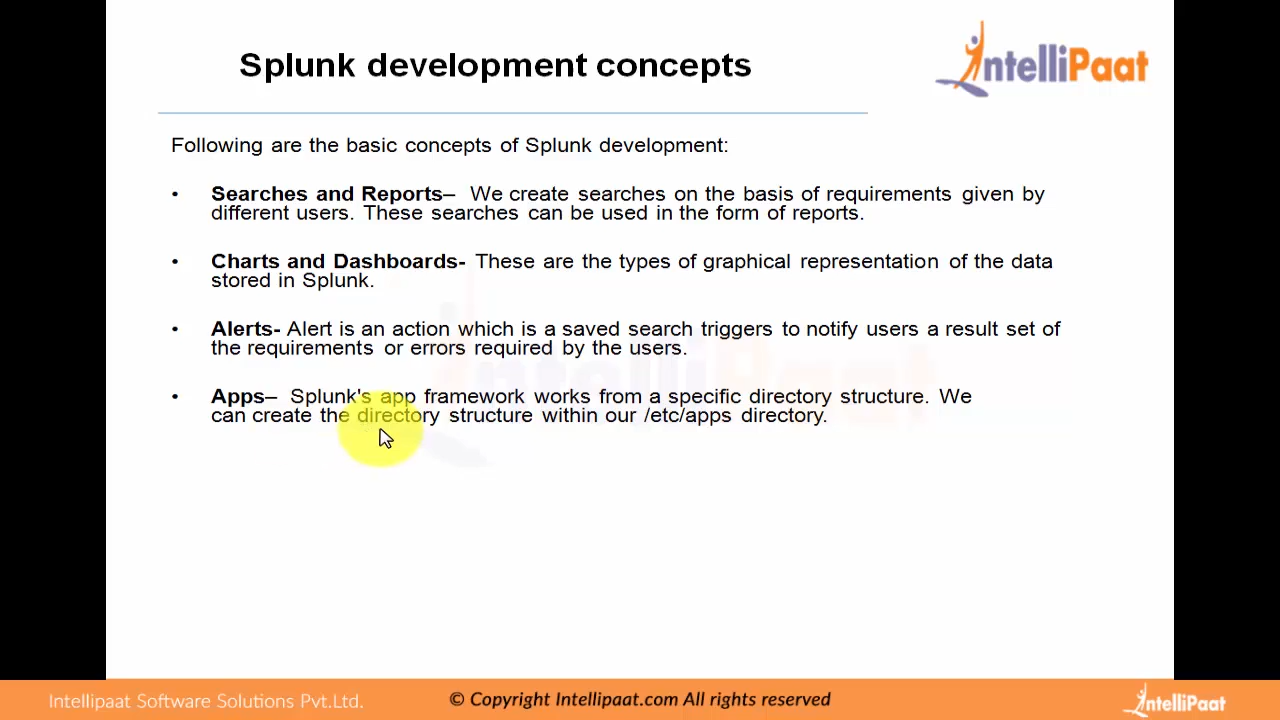 Splunk development concepts
IntelliPaat
Following are the basic concepts of Splunk development:
• Searches and Reports– We create searches on the basis of requirements given by
different users. These searches can be used in the form of reports.
• Charts and Dashboards- These are the types of graphical representation of the data
stored in Splunk.
• Alerts- Alert is an action which is a saved search triggers to notify users a result set of
the requirements or errors required by the users.
• Apps– Splunk's app framework works from a specific directory structure. We
can create the directory structure within our /etc/apps directory.
IntelliPaat
Intellipaat Software Solutions Pvt.Ltd.
© Copyright Intellipaat.com All rights reserved
IntelliPaat